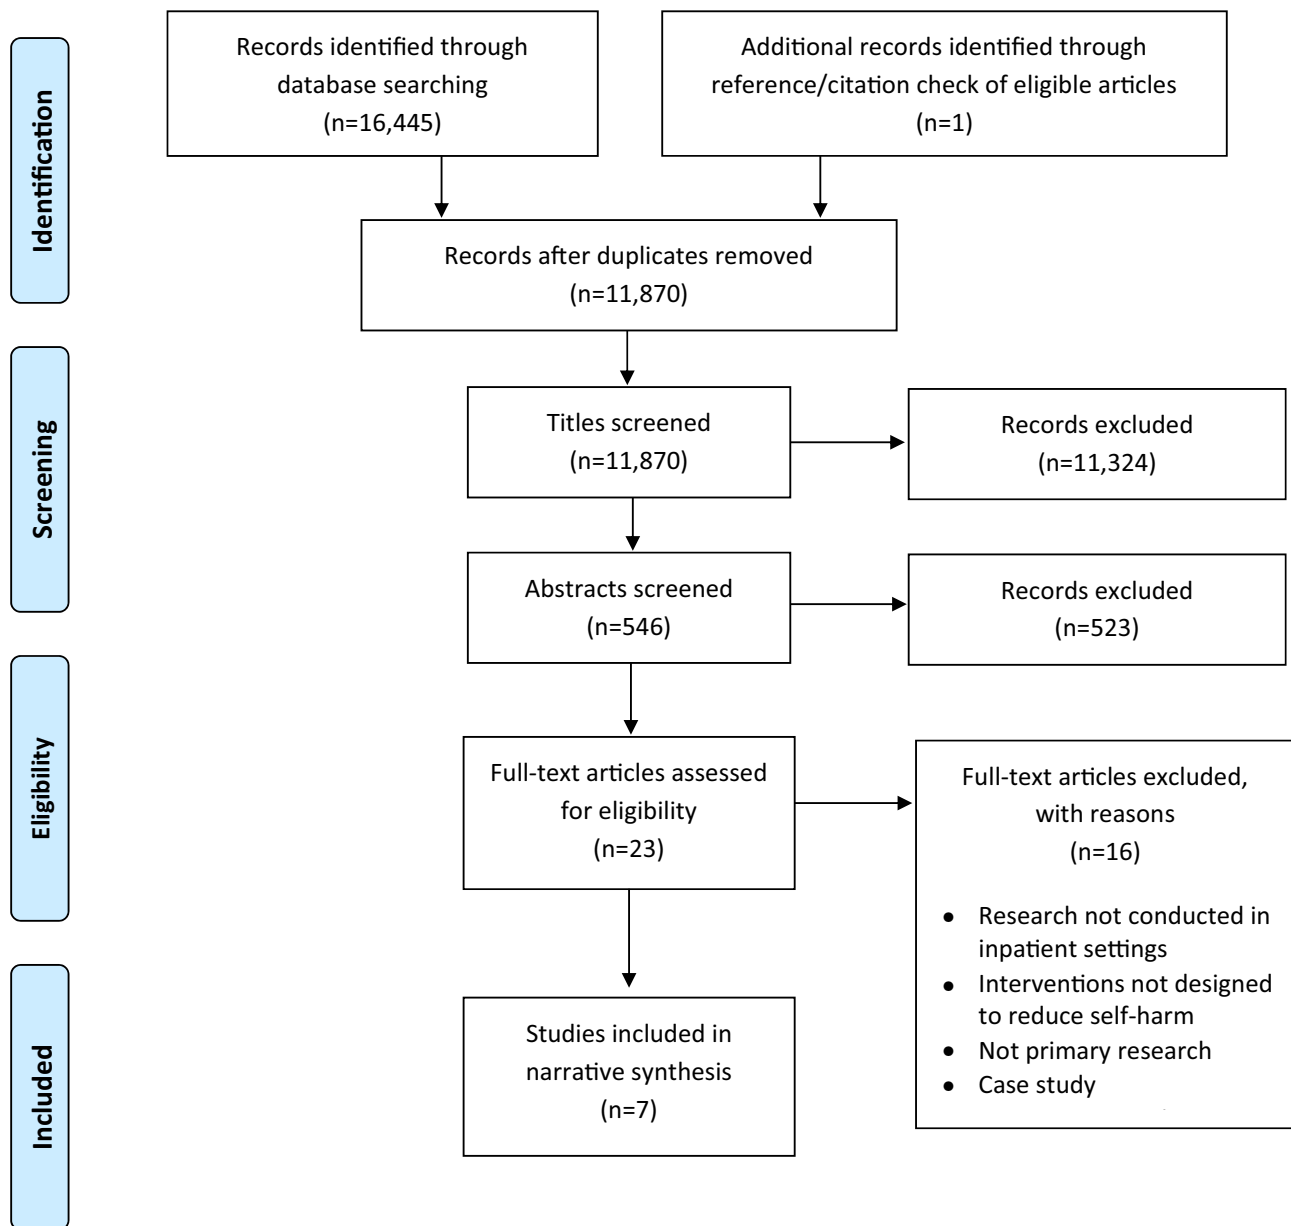 Identification
Records identified through
database searching
(n=16,445)
Additional records identified through
reference/citation check of eligible articles
(n=1)
Records after duplicates removed
(n=11,870)
Screening
Titles screened
(n=11,870)
Records excluded
(n=11,324)
Abstracts screened
(n=546)
Records excluded
(n=523)
Eligibility
Full-text articles assessed
for eligibility
(n=23)
Full-text articles excluded,
with reasons
(n=16)
• Research not conducted in
inpatient settings
• Interventions not designed
to reduce self-harm
• Not primary research
• Case study
Included
Studies included in
narrative synthesis
(n=7)